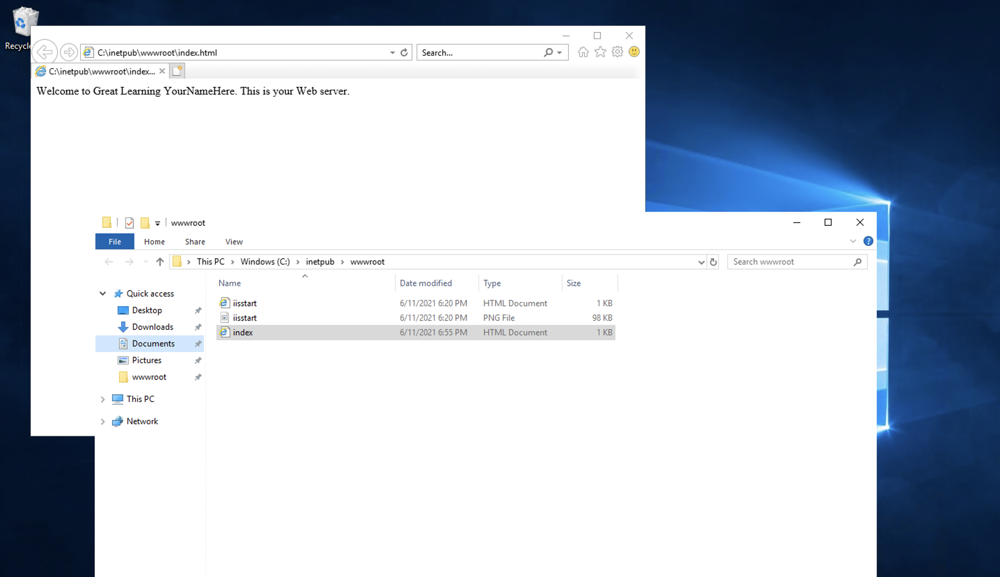 Recycle
C:\inetpub\wwwroot\index.html
Search...
C:\inetpub\wwwroot\index...
Welcome to Great Learning YourNameHere. This is your Web server.
wwwroot
File Home Share View
This PC > Windows (C:) > inetpub > wwwroot
Search wwwroot
Name Date modified Type Size
Quick access
Desktop
Downloads
Documents
Pictures
wwwroot
This PC
Network
iisstart 6/11/2021 6:20 PM HTML Document 1 KB
iisstart 6/11/2021 6:20 PM PNG File 98 KB
index 6/11/2021 6:55 PM HTML Document 1 KB